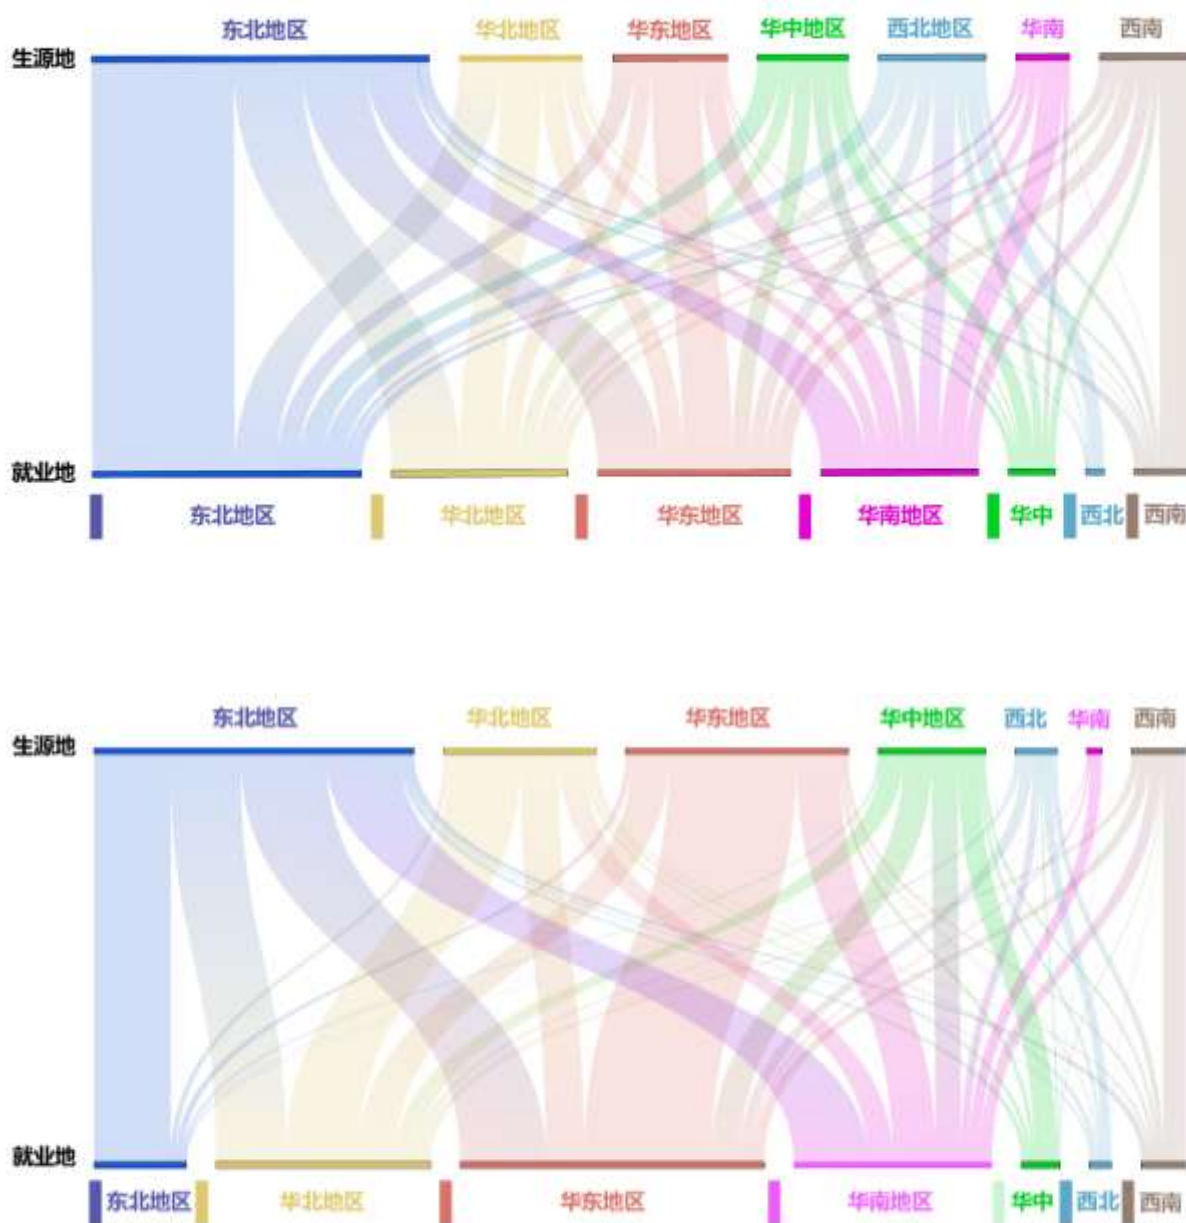 东北地区 华北地区 华东地区 华中地区 西北地区 华南 西南
生源地
就业地
东北地区 华北地区 华东地区 华南地区 华中 西北 西南
东北地区 华北地区 华东地区 华中地区 西北 华南 西南
生源地
就业地
东北地区 华北地区 华东地区 华南地区 华中 西北 西南